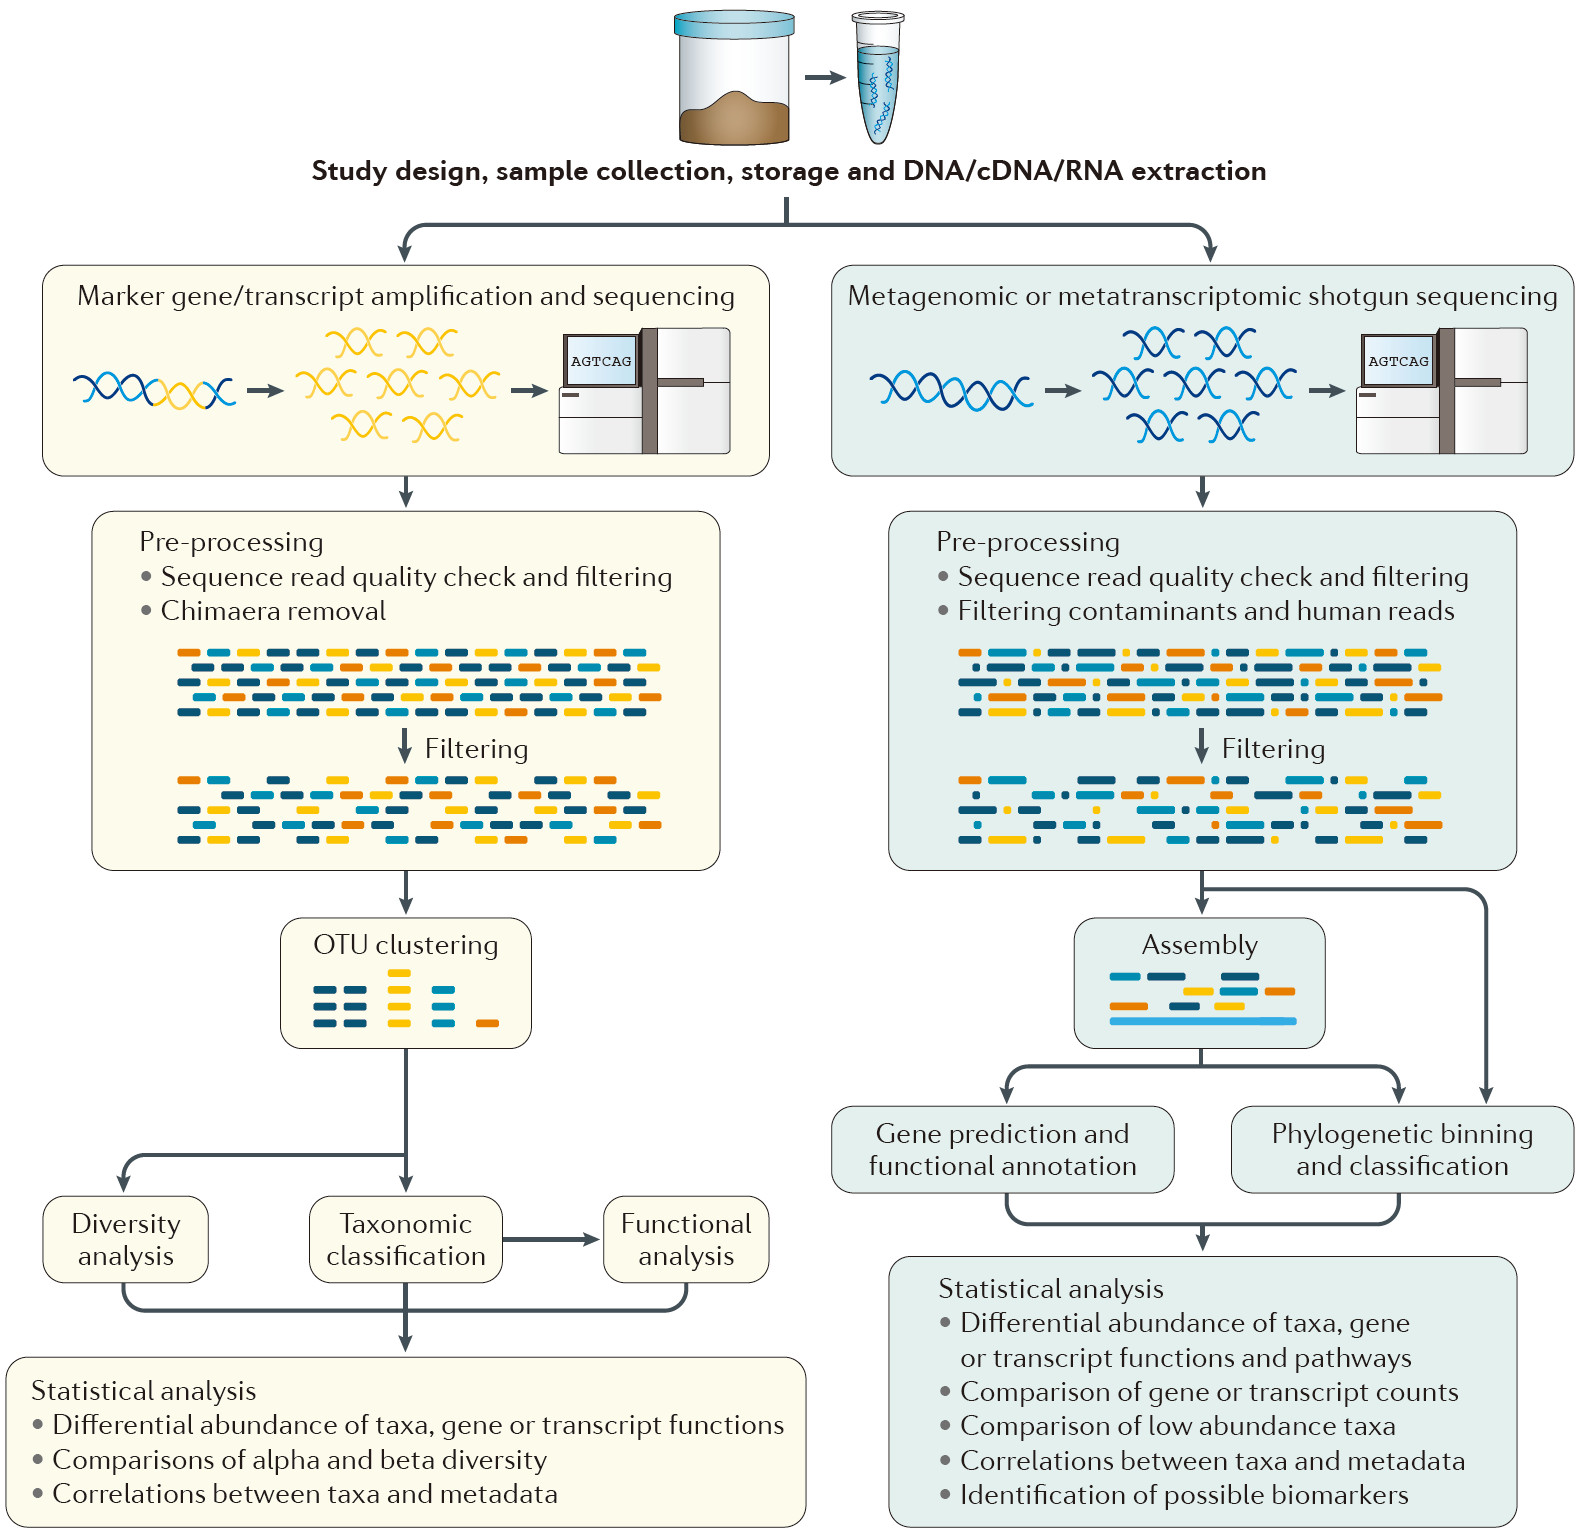 Study design, sample collection, storage and DNA/cDNA/RNA extraction
Marker gene/transcript amplification and sequencing
AGTCAG
Pre-processing
• Sequence read quality check and filtering
• Chimaera removal
Filtering
OTU clustering
Diversity
analysis
Taxonomic
classification
Functional
analysis
Statistical analysis
• Differential abundance of taxa, gene or transcript functions
• Comparisons of alpha and beta diversity
• Correlations between taxa and metadata
Metagenomic or metatranscriptomic shotgun sequencing
AGTCAG
Pre-processing
• Sequence read quality check and filtering
• Filtering contaminants and human reads
Filtering
Assembly
Gene prediction and
functional annotation
Phylogenetic binning
and classification
Statistical analysis
• Differential abundance of taxa, gene
or transcript functions and pathways
• Comparison of gene or transcript counts
• Comparison of low abundance taxa
• Correlations between taxa and metadata
• Identification of possible biomarkers